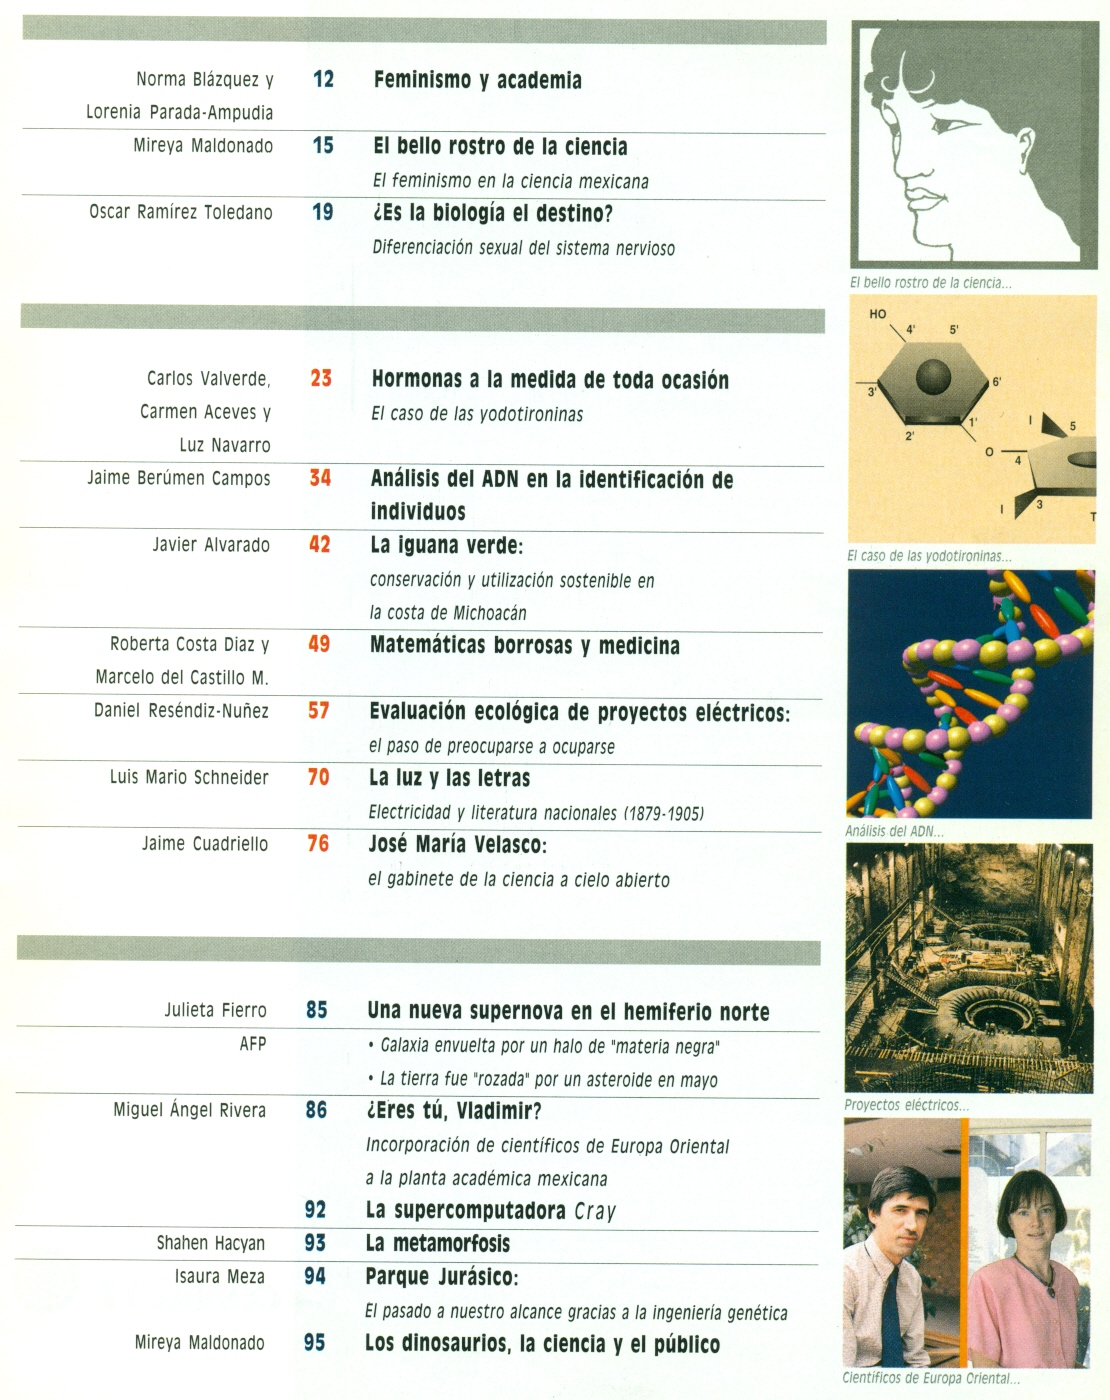 Norma Blázquez y 12 Feminismo y academia
Lorenia Parada-Ampudia
Mireya Maldonado 15 El bello rostro de la ciencia
El feminismo en la ciencia mexicana
Oscar Ramírez Toledano 19 ¿Es la biología el destino?
Diferenciación sexual del sistema nervioso
Carlos Valverde, 23 Hormonas a la medida de toda ocasión
Carmen Aceves y El caso de las yodotironinas
Luz Navarro
Jaime Berúmen Campos 34 Análisis del ADN en la identificación de
individuos
Javier Alvarado 42 La iguana verde:
conservación y utilización sostenible en
la costa de Michoacán
Roberta Costa Diaz y 49 Matemáticas borrosas y medicina
Marcelo del Castillo M.
Daniel Reséndiz-Nuñez 57 Evaluación ecológica de proyectos eléctricos:
el paso de preocuparse a ocuparse
Luis Mario Schneider 70 La luz y las letras
Electricidad y literatura nacionales (1879-1905)
Jaime Cuadriello 76 José María Velasco:
el gabinete de la ciencia a cielo abierto
Julieta Fierro 85 Una nueva supernova en el hemiferio norte
AFP • Galaxia envuelta por un halo de "materia negra"
• La tierra fue "rozada" por un asteroide en mayo
Miguel Ángel Rivera 86 ¿Eres tú, Vladimir?
Incorporación de científicos de Europa Oriental
a la planta académica mexicana
92 La supercomputadora Cray
Shahen Hacyan 93 La metamorfosis
Isaura Meza 94 Parque Jurásico:
El pasado a nuestro alcance gracias a la ingeniería genética
Mireya Maldonado 95 Los dinosaurios, la ciencia y el público
El bello rostro de la ciencia...
HO
4' 5'
3' 6'
2' 1'
O
I 5
4
I 3
T
El caso de las yodotironinas...
Análisis del ADN...
Proyectos eléctricos...
Científicos de Europa Oriental...